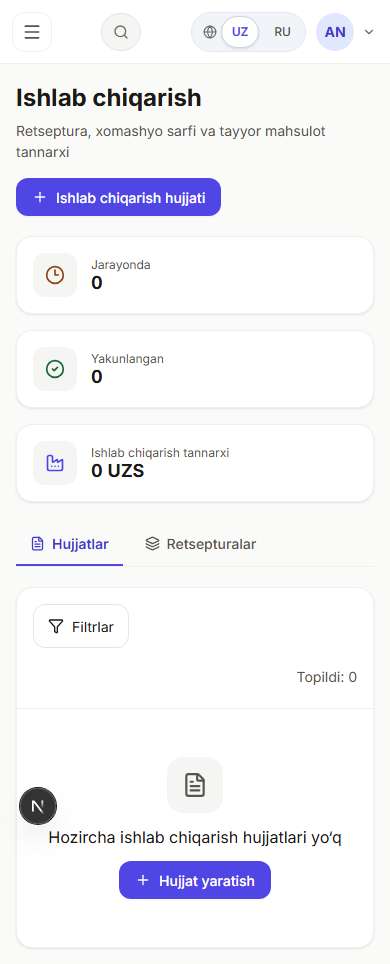 UZ RU AN
Ishlab chiqarish
Retseptura, xomashyo sarfi va tayyor mahsulot
tannarxi
Ishlab chiqarish hujjati
Jarayonda
0
Yakunlangan
0
Ishlab chiqarish tannarxi
0 UZS
Hujjatlar Retsepturalar
Filtrlar
Topildi: 0
N
Hozircha ishlab chiqarish hujjatlari yo‘q
Hujjat yaratish